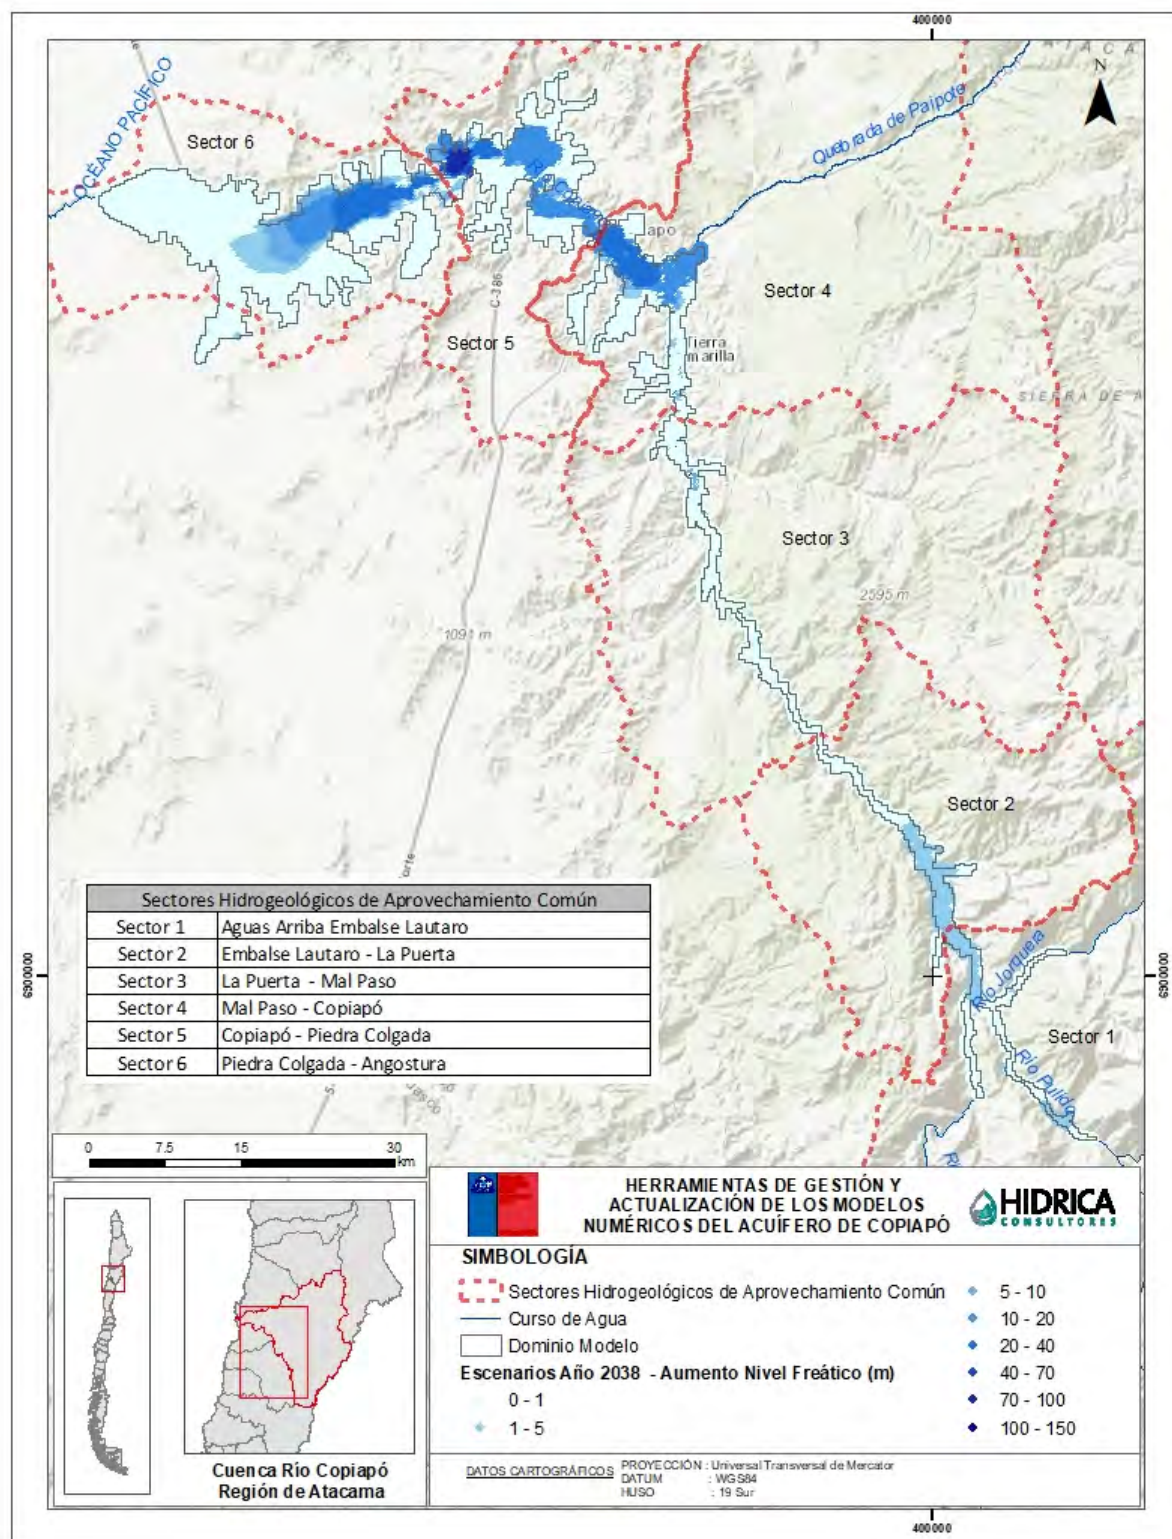 400000
N
OCÉANO PACÍFICO
Sector 6
Quebrada de Paipote
apo
Sector 4
C-386
Sector 5
Tierra
marilla
SIERRA DE A
Sector 3
2595 m
1091 m
Sector 2
orte
6900000
6900000
Río Jorquera
Sector 1
Río Pulido
Sectores Hidrogeológicos de Aprovechamiento Común
Sector 1 Aguas Arriba Embalse Lautaro
Sector 2 Embalse Lautaro - La Puerta
Sector 3 La Puerta - Mal Paso
Sector 4 Mal Paso - Copiapó
Sector 5 Copiapó - Piedra Colgada
Sector 6 Piedra Colgada - Angostura
0 7.5 15 30
km
HERRAMIENTAS DE GESTIÓN Y
ACTUALIZACIÓN DE LOS MODELOS
NUMÉRICOS DEL ACUÍFERO DE COPIAPÓ
HIDRICA
CONSULTORES
SIMBOLOGÍA
Sectores Hidrogeológicos de Aprovechamiento Común
Curso de Agua
Dominio Modelo
Escenarios Año 2038 - Aumento Nivel Freático (m)
0 - 1
1 - 5
5 - 10
10 - 20
20 - 40
40 - 70
70 - 100
100 - 150
Cuenca Río Copiapó
Región de Atacama
DATOS CARTOGRÁFICOS
PROYECCIÓN : Universal Transversal de Mercator
DATUM : WGS84
HUSO : 19 Sur
400000